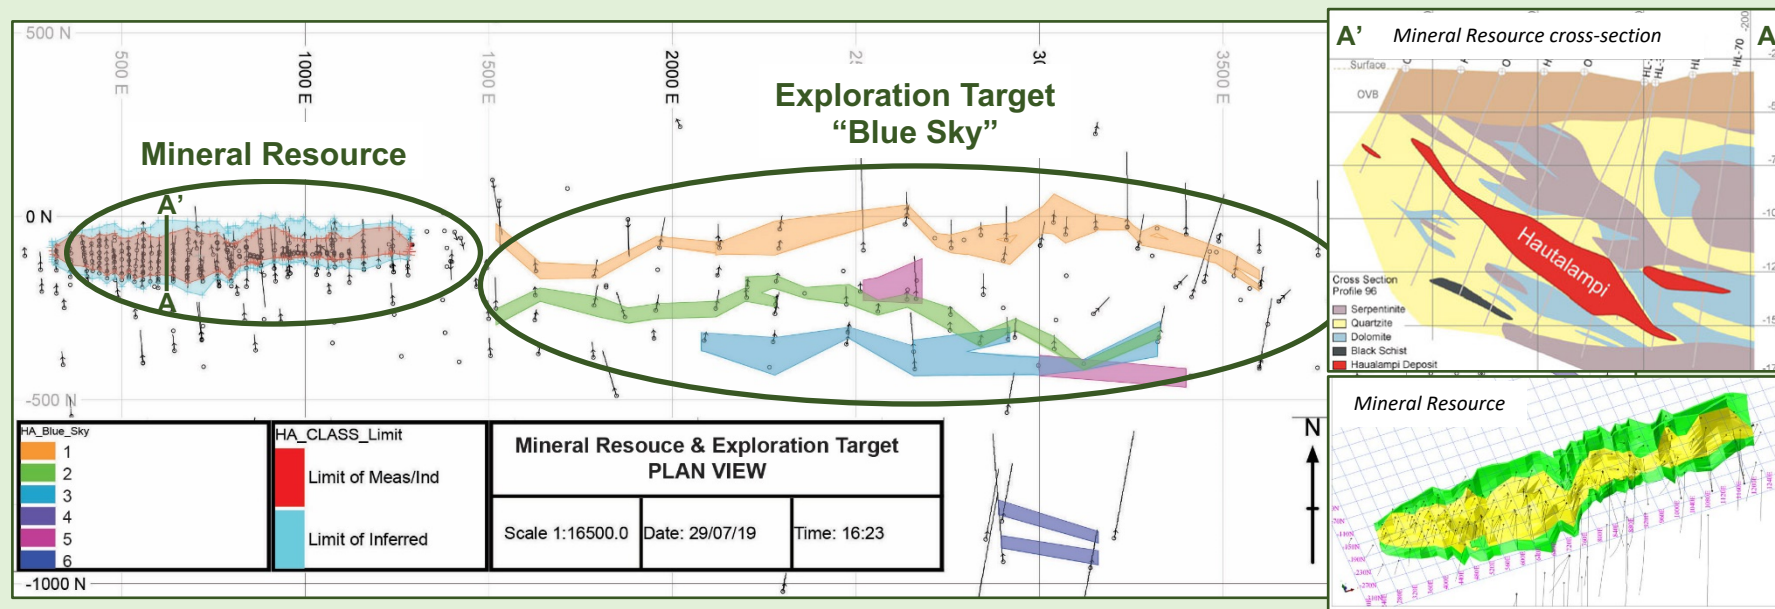 500 N
500 E
1000 E
1500 E
2000 E
3500 E
Exploration Target
“Blue Sky”
Mineral Resource
0 N
A'
A
-500 N
HA_Blue_Sky
1
2
3
4
5
6
HA_CLASS_Limit
Limit of Meas/Ind
Limit of Inferred
Mineral Resouce & Exploration Target
PLAN VIEW
Scale 1:16500.0
Date: 29/07/19
Time: 16:23
N
-1000 N
A'
Mineral Resource cross-section
A
-200
Surface
OVB
HL-70
Hautalampi
Cross Section
Profile 96
Serpentinite
Quartzite
Dolomite
Black Schist
Haualampi Deposit
Mineral Resource